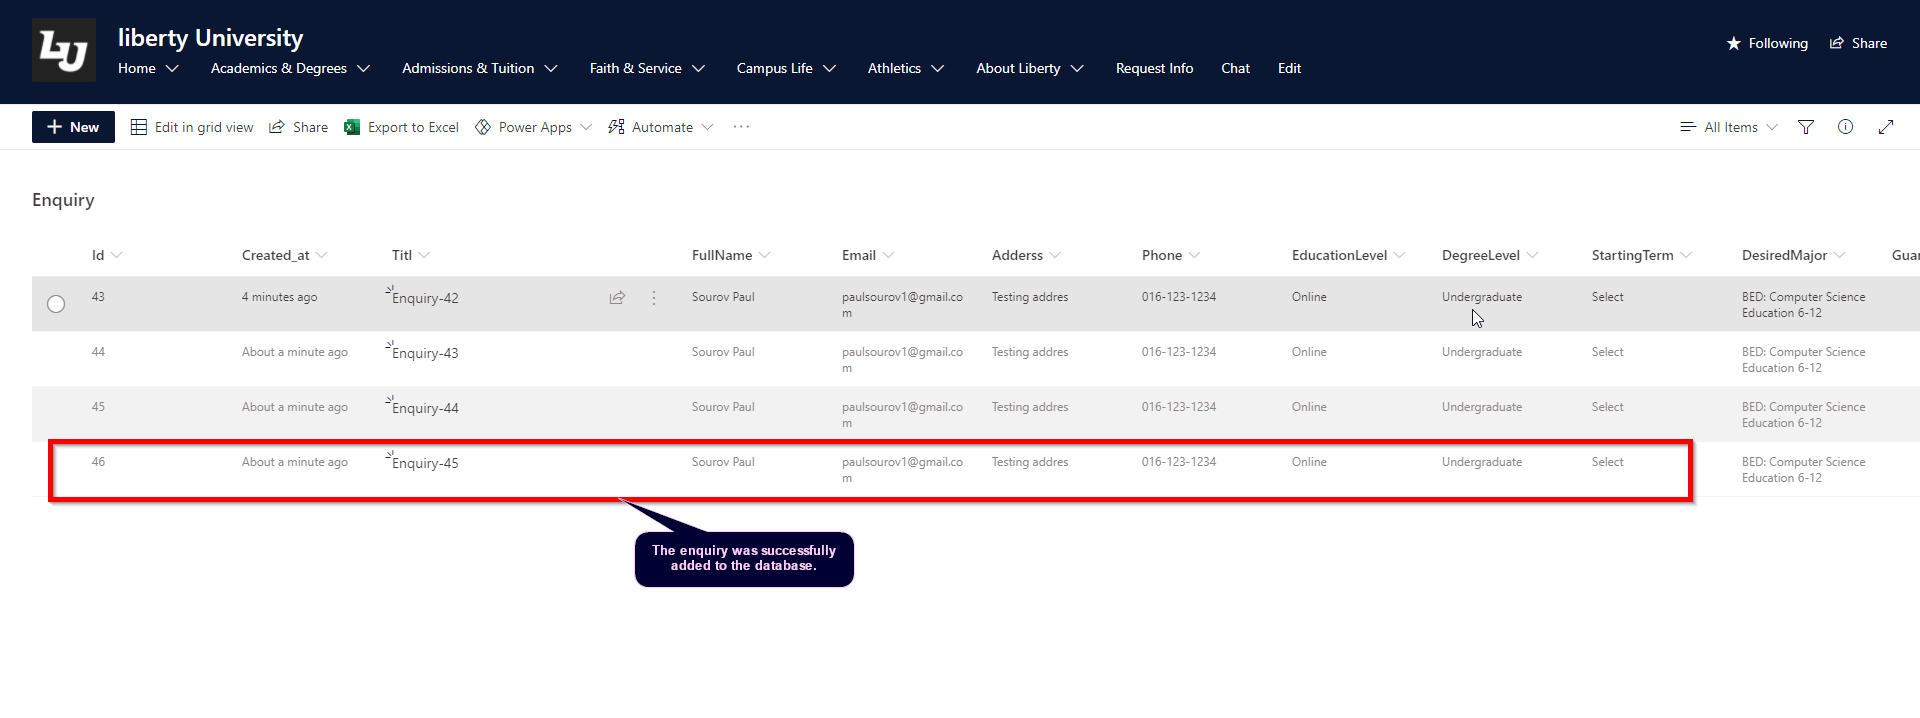 LU
liberty University
Home Academics & Degrees Admissions & Tuition Faith & Service Campus Life Athletics About Liberty Request Info Chat Edit
Following Share
New Edit in grid view Share Export to Excel Power Apps Automate ... All Items
Enquiry
Id Created_at Titl FullName Email Adderss Phone EducationLevel DegreeLevel StartingTerm DesiredMajor Guar
43 4 minutes ago Enquiry-42 Sourov Paul paulsourov1@gmail.co Testing addres 016-123-1234 Online Undergraduate Select BED: Computer Science
m Education 6-12
44 About a minute ago Enquiry-43 Sourov Paul paulsourov1@gmail.co Testing addres 016-123-1234 Online Undergraduate Select BED: Computer Science
m Education 6-12
45 About a minute ago Enquiry-44 Sourov Paul paulsourov1@gmail.co Testing addres 016-123-1234 Online Undergraduate Select BED: Computer Science
m Education 6-12
46 About a minute ago Enquiry-45 Sourov Paul paulsourov1@gmail.co Testing addres 016-123-1234 Online Undergraduate Select BED: Computer Science
m Education 6-12
The enquiry was successfully
added to the database.